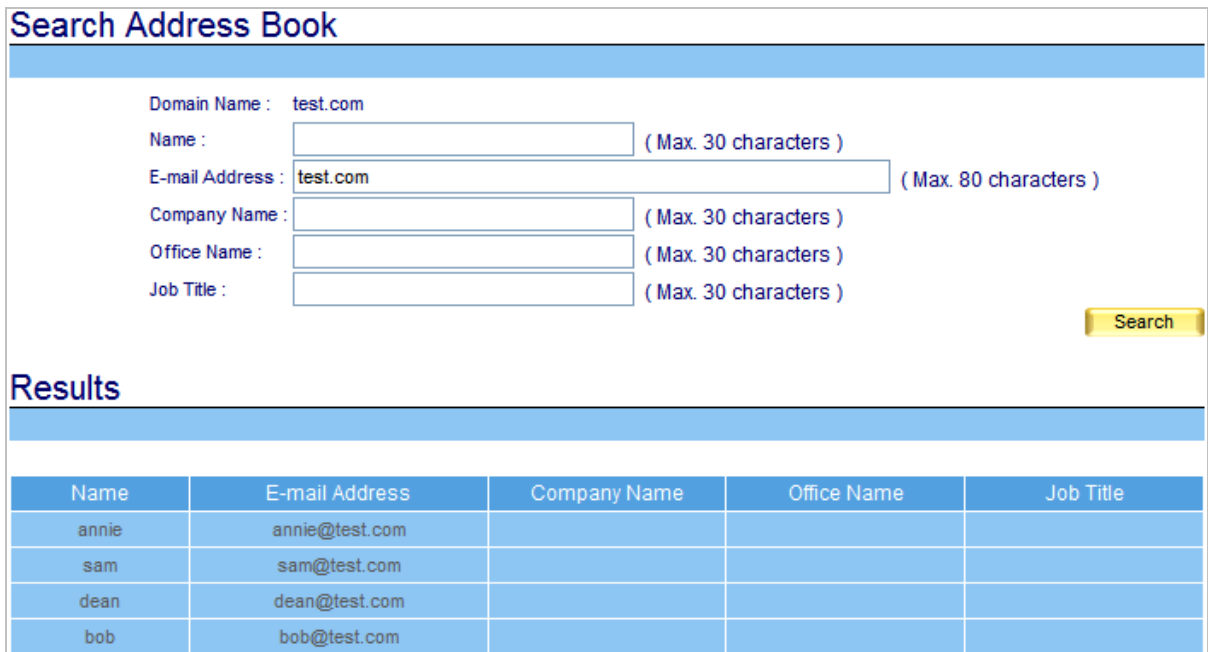 Search Address Book
Domain Name : test.com
Name : ( Max. 30 characters )
E-mail Address : test.com ( Max. 80 characters )
Company Name : ( Max. 30 characters )
Office Name : ( Max. 30 characters )
Job Title : ( Max. 30 characters )
Search
Results
Name E-mail Address Company Name Office Name Job Title
annie annie@test.com
sam sam@test.com
dean dean@test.com
bob bob@test.com